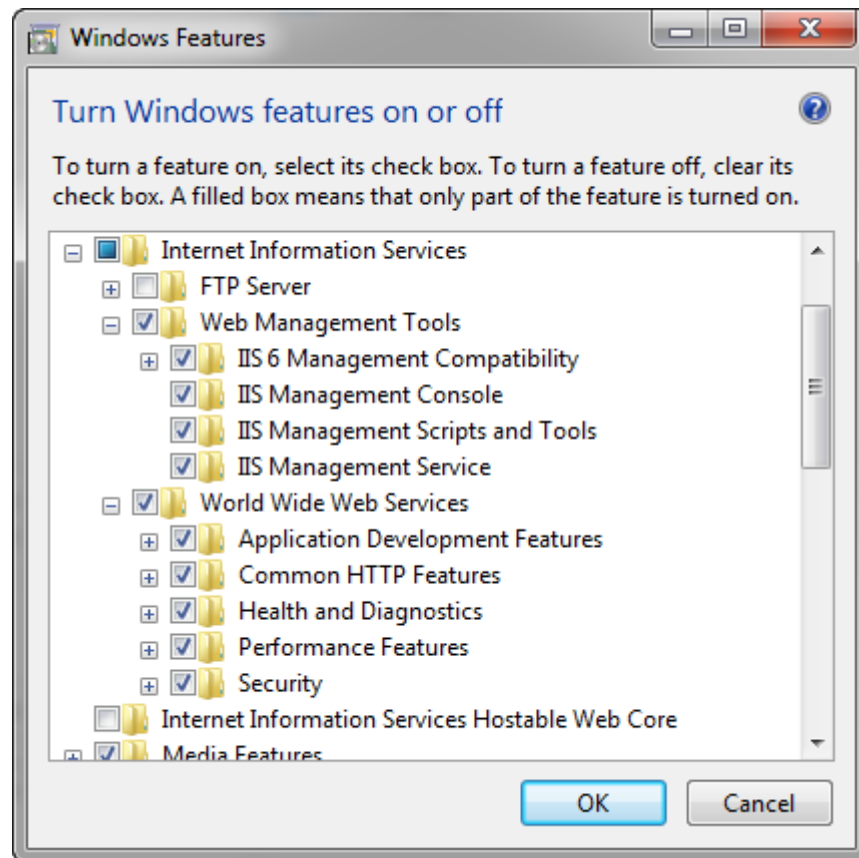 Windows Features
Turn Windows features on or off
To turn a feature on, select its check box. To turn a feature off, clear its
check box. A filled box means that only part of the feature is turned on.
Internet Information Services
FTP Server
Web Management Tools
IIS 6 Management Compatibility
IIS Management Console
IIS Management Scripts and Tools
IIS Management Service
World Wide Web Services
Application Development Features
Common HTTP Features
Health and Diagnostics
Performance Features
Security
Internet Information Services Hostable Web Core
Media Features
OK Cancel